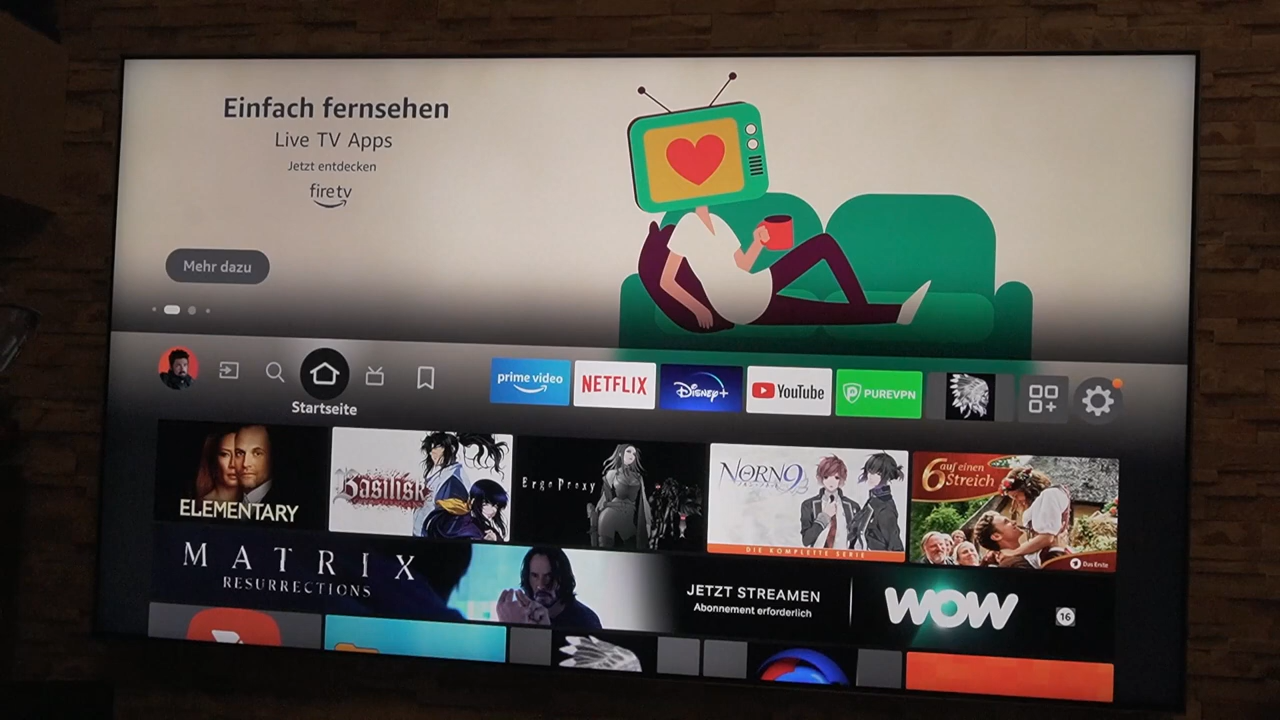 Einfach fernsehen
Live TV Apps
Jetzt entdecken
fire tv
Mehr dazu
Startseite
prime video
NETFLIX
Disney+
YouTube
PUREVPN
ELEMENTARY
Basilisk
Ergo Proxy
NORN9
DIE KOMPLETTE SERIE
6 auf einen
Streich
Das Erste
MATRIX
RESURRECTIONS
JETZT STREAMEN
Abonnement erforderlich
WOW
16